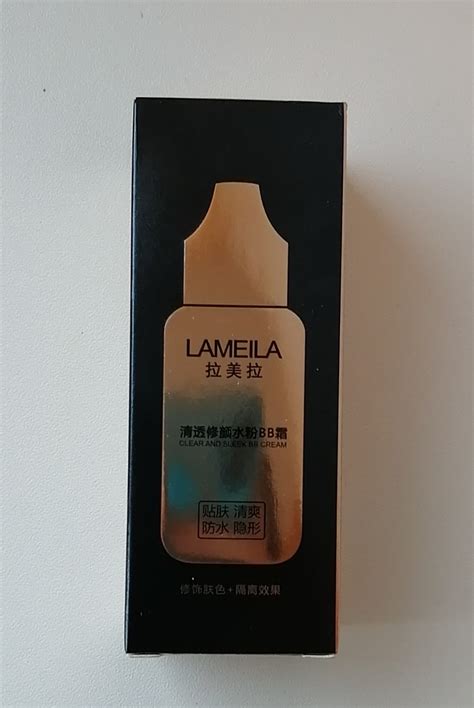 LAMEILA
拉美拉
清透修颜水粉BB霜
CLEAR AND SLEEK BB CREAM
贴肤 清爽
防水 隐形
修饰肤色+隔离效果